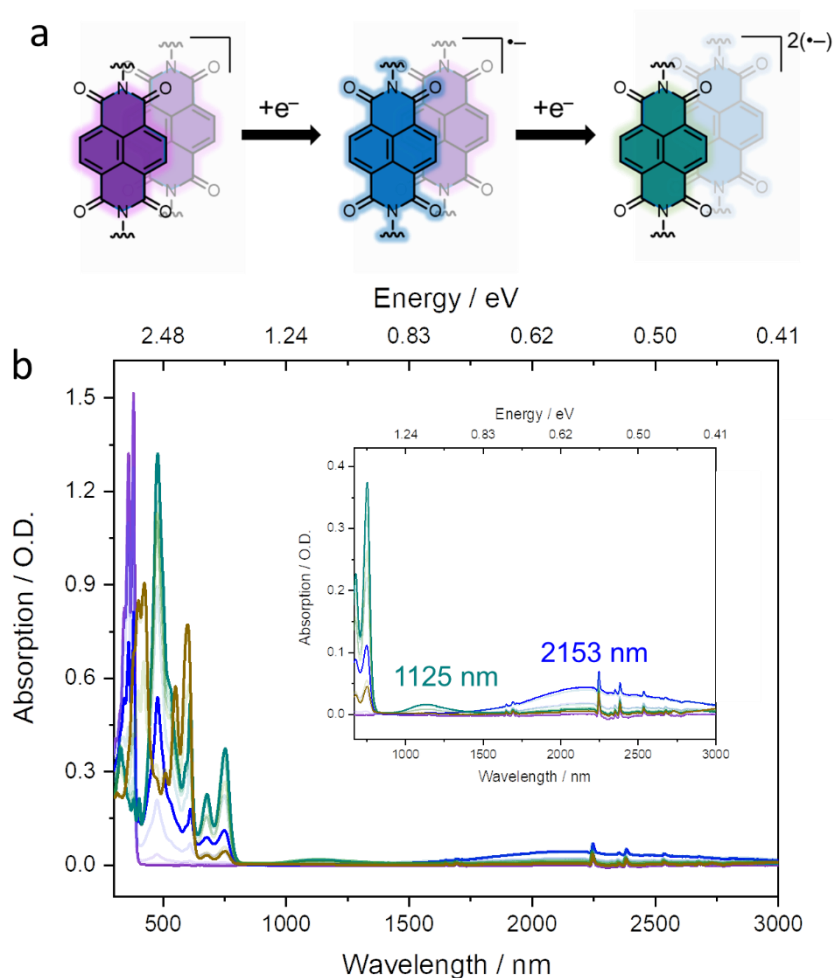 a
•–
2(•–)
O N O O
+e–
O N O O
+e–
O N O O
O N O O
O N O O
O N O
Energy / eV
2.48 1.24 0.83 0.62 0.50 0.41
b
1.5
1.2
0.9
0.6
0.3
0.0
Absorption / O.D.
500 1000 1500 2000 2500 3000
Wavelength / nm
Energy / eV
1.24 0.83 0.62 0.50 0.41
0.4
0.3
0.2
0.1
0.0
Absorption / O.D.
1125 nm
2153 nm
1000 1500 2000 2500 3000
Wavelength / nm